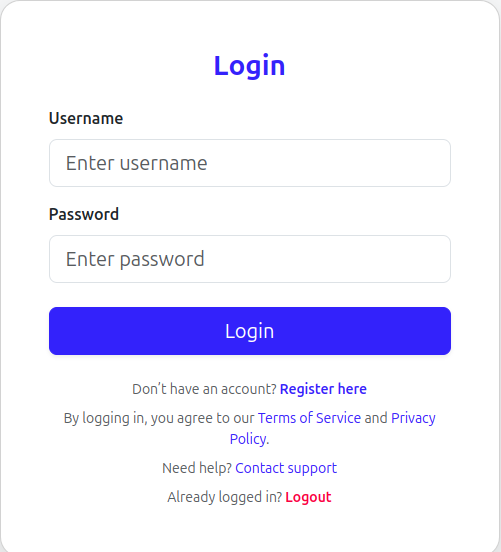 Login
Username
Enter username
Password
Enter password
Login
Don't have an account? Register here
By logging in, you agree to our Terms of Service and Privacy
Policy.
Need help? Contact support
Already logged in? Logout